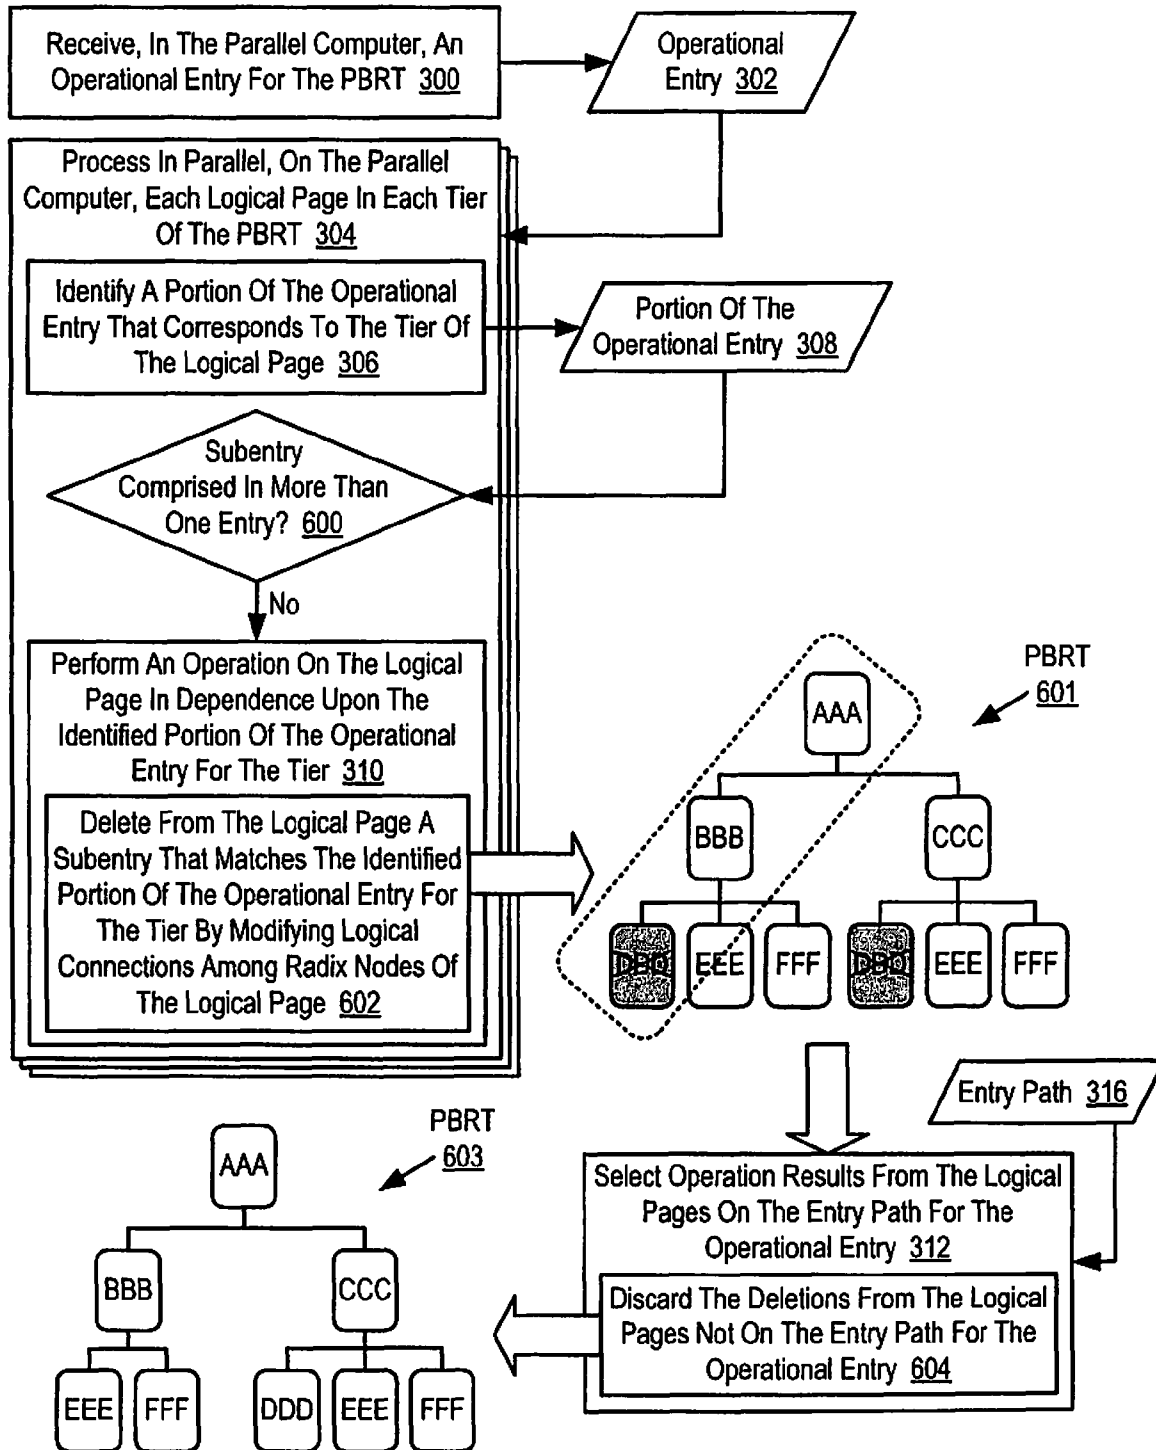 Receive, In The Parallel Computer, An
Operational Entry For The PBRT 300
Operational
Entry 302
Process In Parallel, On The Parallel
Computer, Each Logical Page In Each Tier
Of The PBRT 304
Identify A Portion Of The Operational
Entry That Corresponds To The Tier Of
The Logical Page 306
Portion Of The
Operational Entry 308
Subentry
Comprised In More Than
One Entry? 600
No
Perform An Operation On The Logical
Page In Dependence Upon The
Identified Portion Of The Operational
Entry For The Tier 310
Delete From The Logical Page A
Subentry That Matches The Identified
Portion Of The Operational Entry For
The Tier By Modifying Logical
Connections Among Radix Nodes Of
The Logical Page 602
PBRT
601
AAA
BBB
CCC
DDD
EEE
FFF
DDD
EEE
FFF
Entry Path 316
Select Operation Results From The Logical
Pages On The Entry Path For The
Operational Entry 312
Discard The Deletions From The Logical
Pages Not On The Entry Path For The
Operational Entry 604
PBRT
603
AAA
BBB
CCC
EEE
FFF
DDD
EEE
FFF